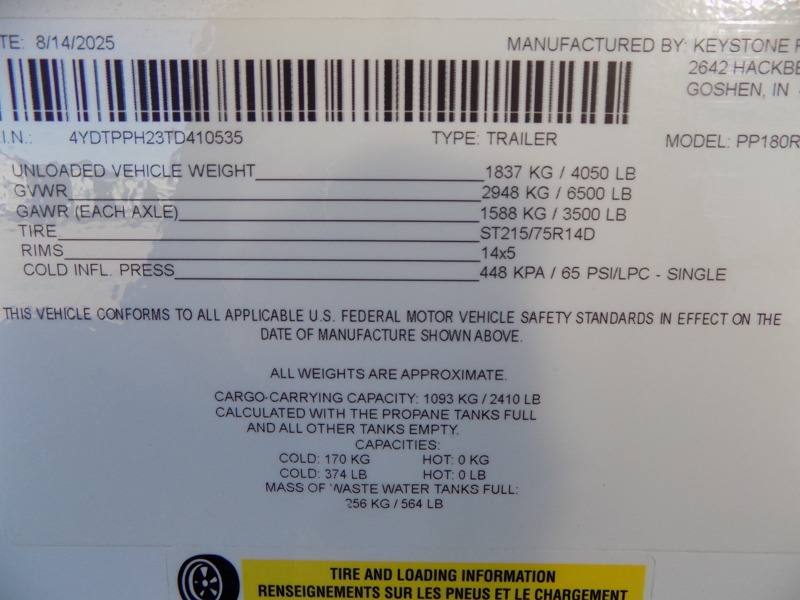 TE: 8/14/2025 MANUFACTURED BY: KEYSTONE
2642
GOSHEN, IN
I.N.: 4YDTPPH23TD410535 TYPE: TRAILER MODEL: PP180R
UNLOADED VEHICLE WEIGHT 1837 KG / 4050 LB
GVWR 2948 KG / 6500 LB
GAWR (EACH AXLE) 1588 KG / 3500 LB
TIRE ST215/75R14D
RIMS 14x5
COLD INFL. PRESS 448 KPA / 65 PSI/LPC - SINGLE
THIS VEHICLE CONFORMS TO ALL APPLICABLE U.S. FEDERAL MOTOR VEHICLE SAFETY STANDARDS IN EFFECT ON THE
DATE OF MANUFACTURE SHOWN ABOVE.
ALL WEIGHTS ARE APPROXIMATE.
CARGO-CARRYING CAPACITY: 1093 KG / 2410 LB
CALCULATED WITH THE PROPANE TANKS FULL
AND ALL OTHER TANKS EMPTY.
CAPACITIES:
COLD: 170 KG HOT: 0 KG
COLD: 374 LB HOT: 0 LB
MASS OF WASTE WATER TANKS FULL:
256 KG / 564 LB
TIRE AND LOADING INFORMATION
RENSEIGNEMENTS SUR LES PNEUS ET LE CHARGEMENT